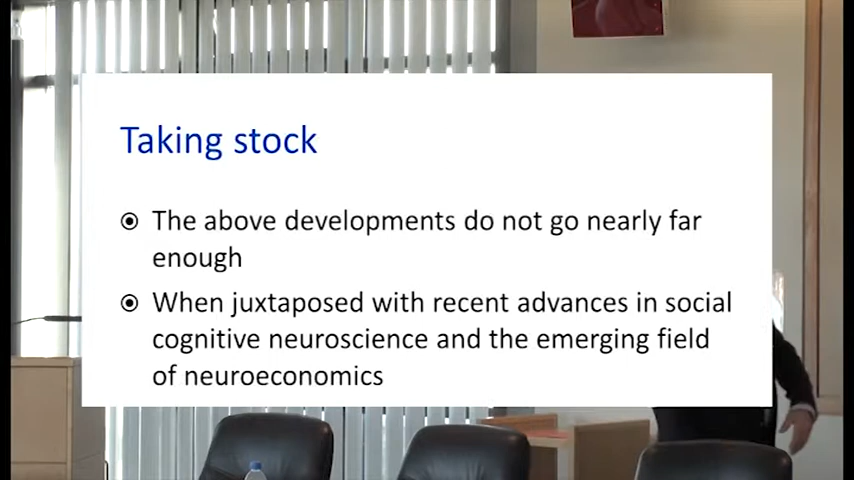 Taking stock
The above developments do not go nearly far
enough
When juxtaposed with recent advances in social
cognitive neuroscience and the emerging field
of neuroeconomics